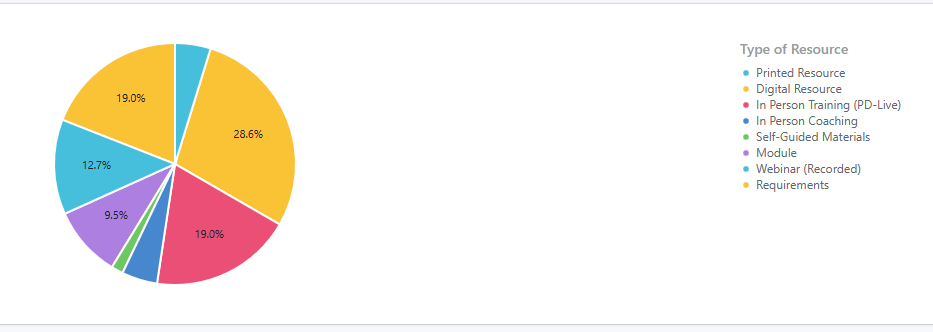 Type of Resource
Printed Resource
Digital Resource
In Person Training (PD-Live)
In Person Coaching
Self-Guided Materials
Module
Webinar (Recorded)
Requirements
19.0%
28.6%
12.7%
9.5%
19.0%